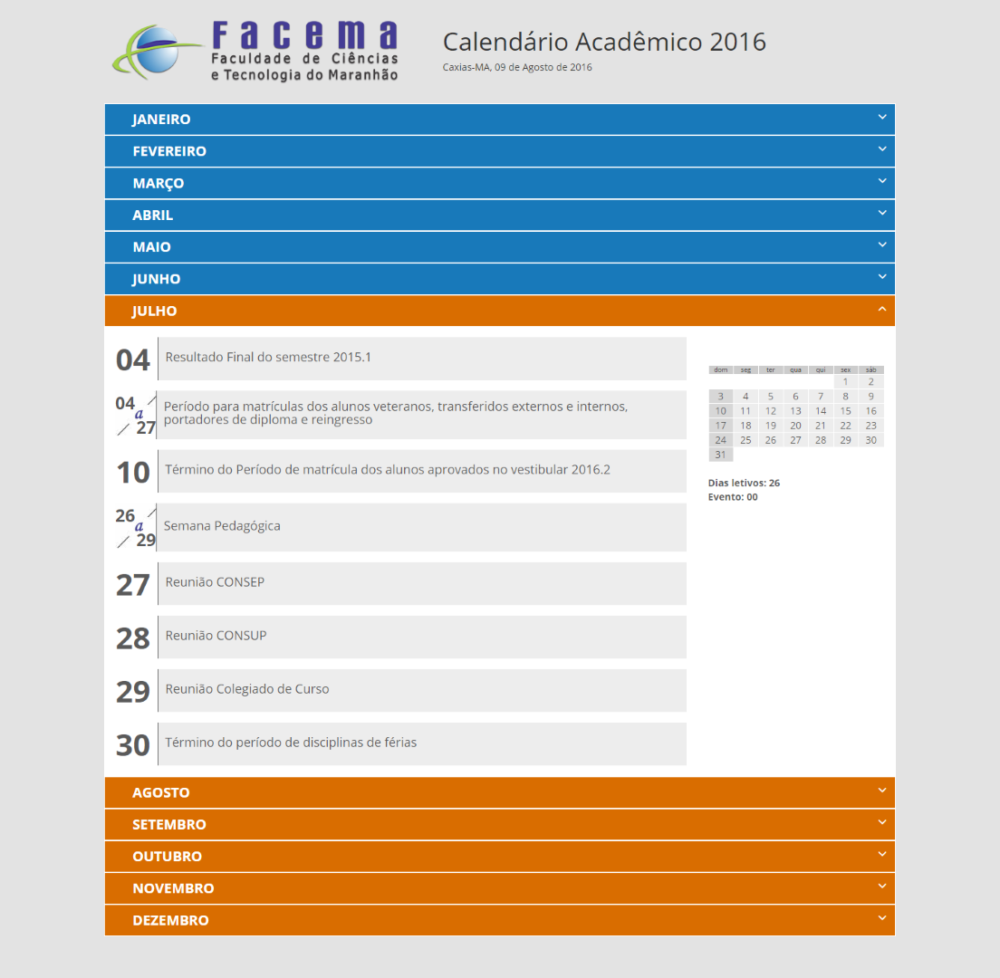 Facema
Faculdade de Ciências
e Tecnologia do Maranhão
Calendário Acadêmico 2016
Caxias-MA, 09 de Agosto de 2016
JANEIRO
FEVEREIRO
MARÇO
ABRIL
MAIO
JUNHO
JULHO
04
Resultado Final do semestre 2015.1
04 a 27
Período para matrículas dos alunos veteranos, transferidos externos e internos,
portadores de diploma e reingresso
10
Término do Período de matrícula dos alunos aprovados no vestibular 2016.2
26 a 29
Semana Pedagógica
27
Reunião CONSEP
28
Reunião CONSUP
29
Reunião Colegiado de Curso
30
Término do período de disciplinas de férias
dom seg ter qua qui sex sáb
1 2
3 4 5 6 7 8 9
10 11 12 13 14 15 16
17 18 19 20 21 22 23
24 25 26 27 28 29 30
31
Dias letivos: 26
Evento: 00
AGOSTO
SETEMBRO
OUTUBRO
NOVEMBRO
DEZEMBRO